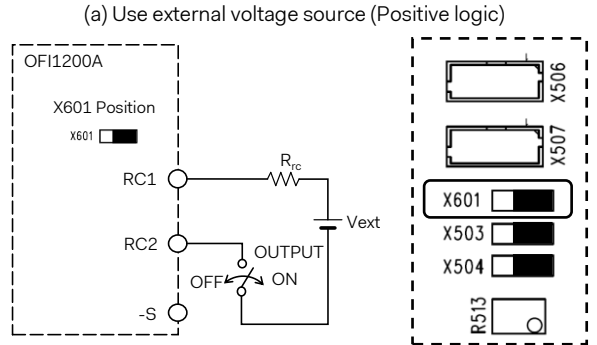 (a) Use external voltage source (Positive logic)
OFI1200A
X601 Position
X601
RC1
Rrc
Vext
RC2
OUTPUT
OFF
ON
-S
X506
X507
X601
X503
X504
R513